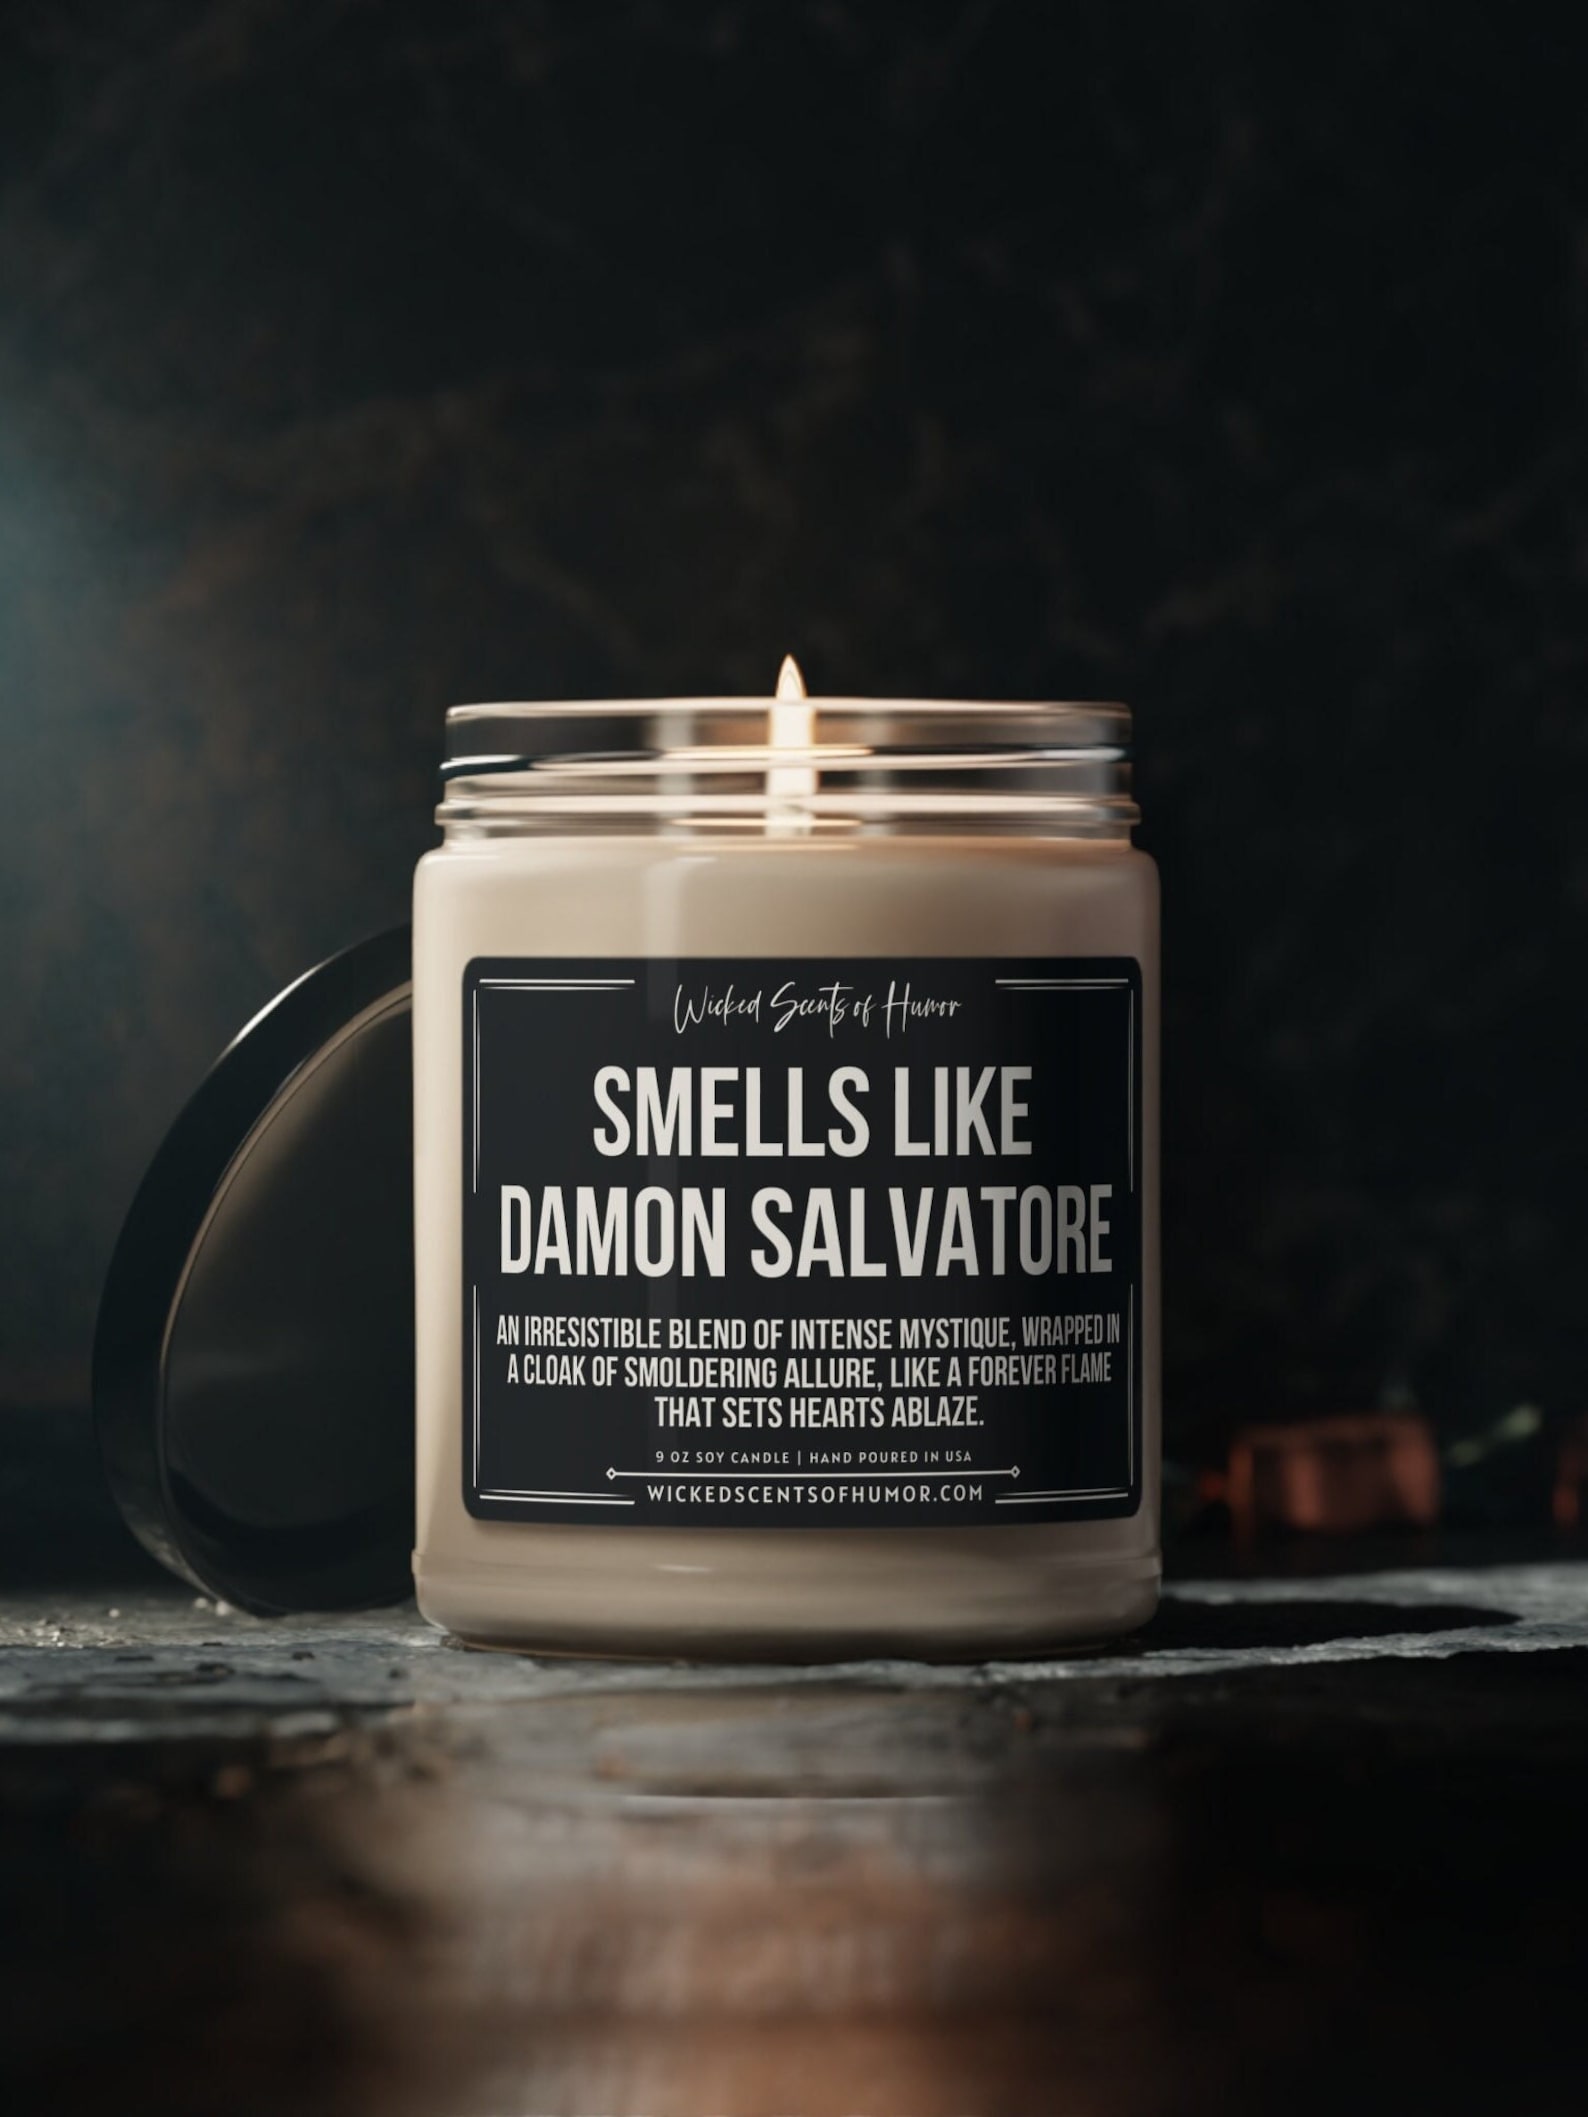 Wicked Scents of Humor
SMELLS LIKE
DAMON SALVATORE
AN IRRESISTIBLE BLEND OF INTENSE MYSTIQUE, WRAPPED IN
A CLOAK OF SMOLDERING ALLURE, LIKE A FOREVER FLAME
THAT SETS HEARTS ABLAZE.
9 OZ SOY CANDLE | HAND POURED IN USA
WICKEDSCENTSOFHUMOR.COM